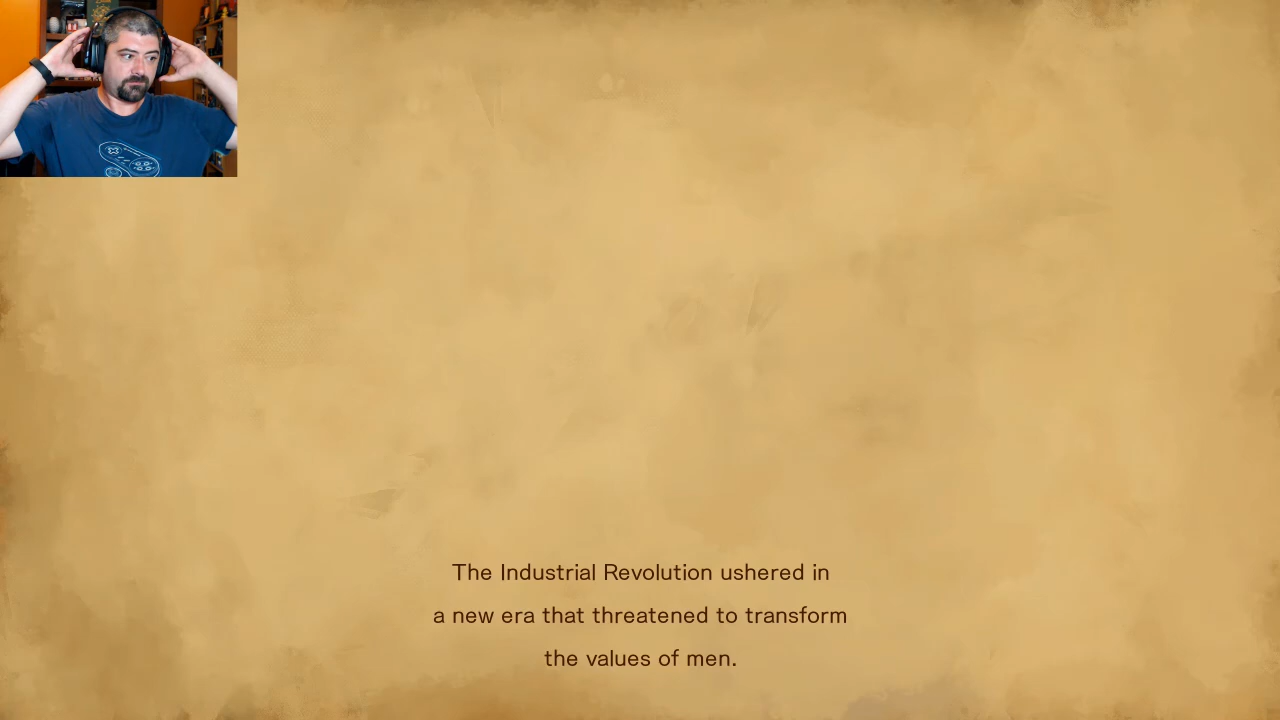 The Industrial Revolution ushered in
a new era that threatened to transform
the values of men.